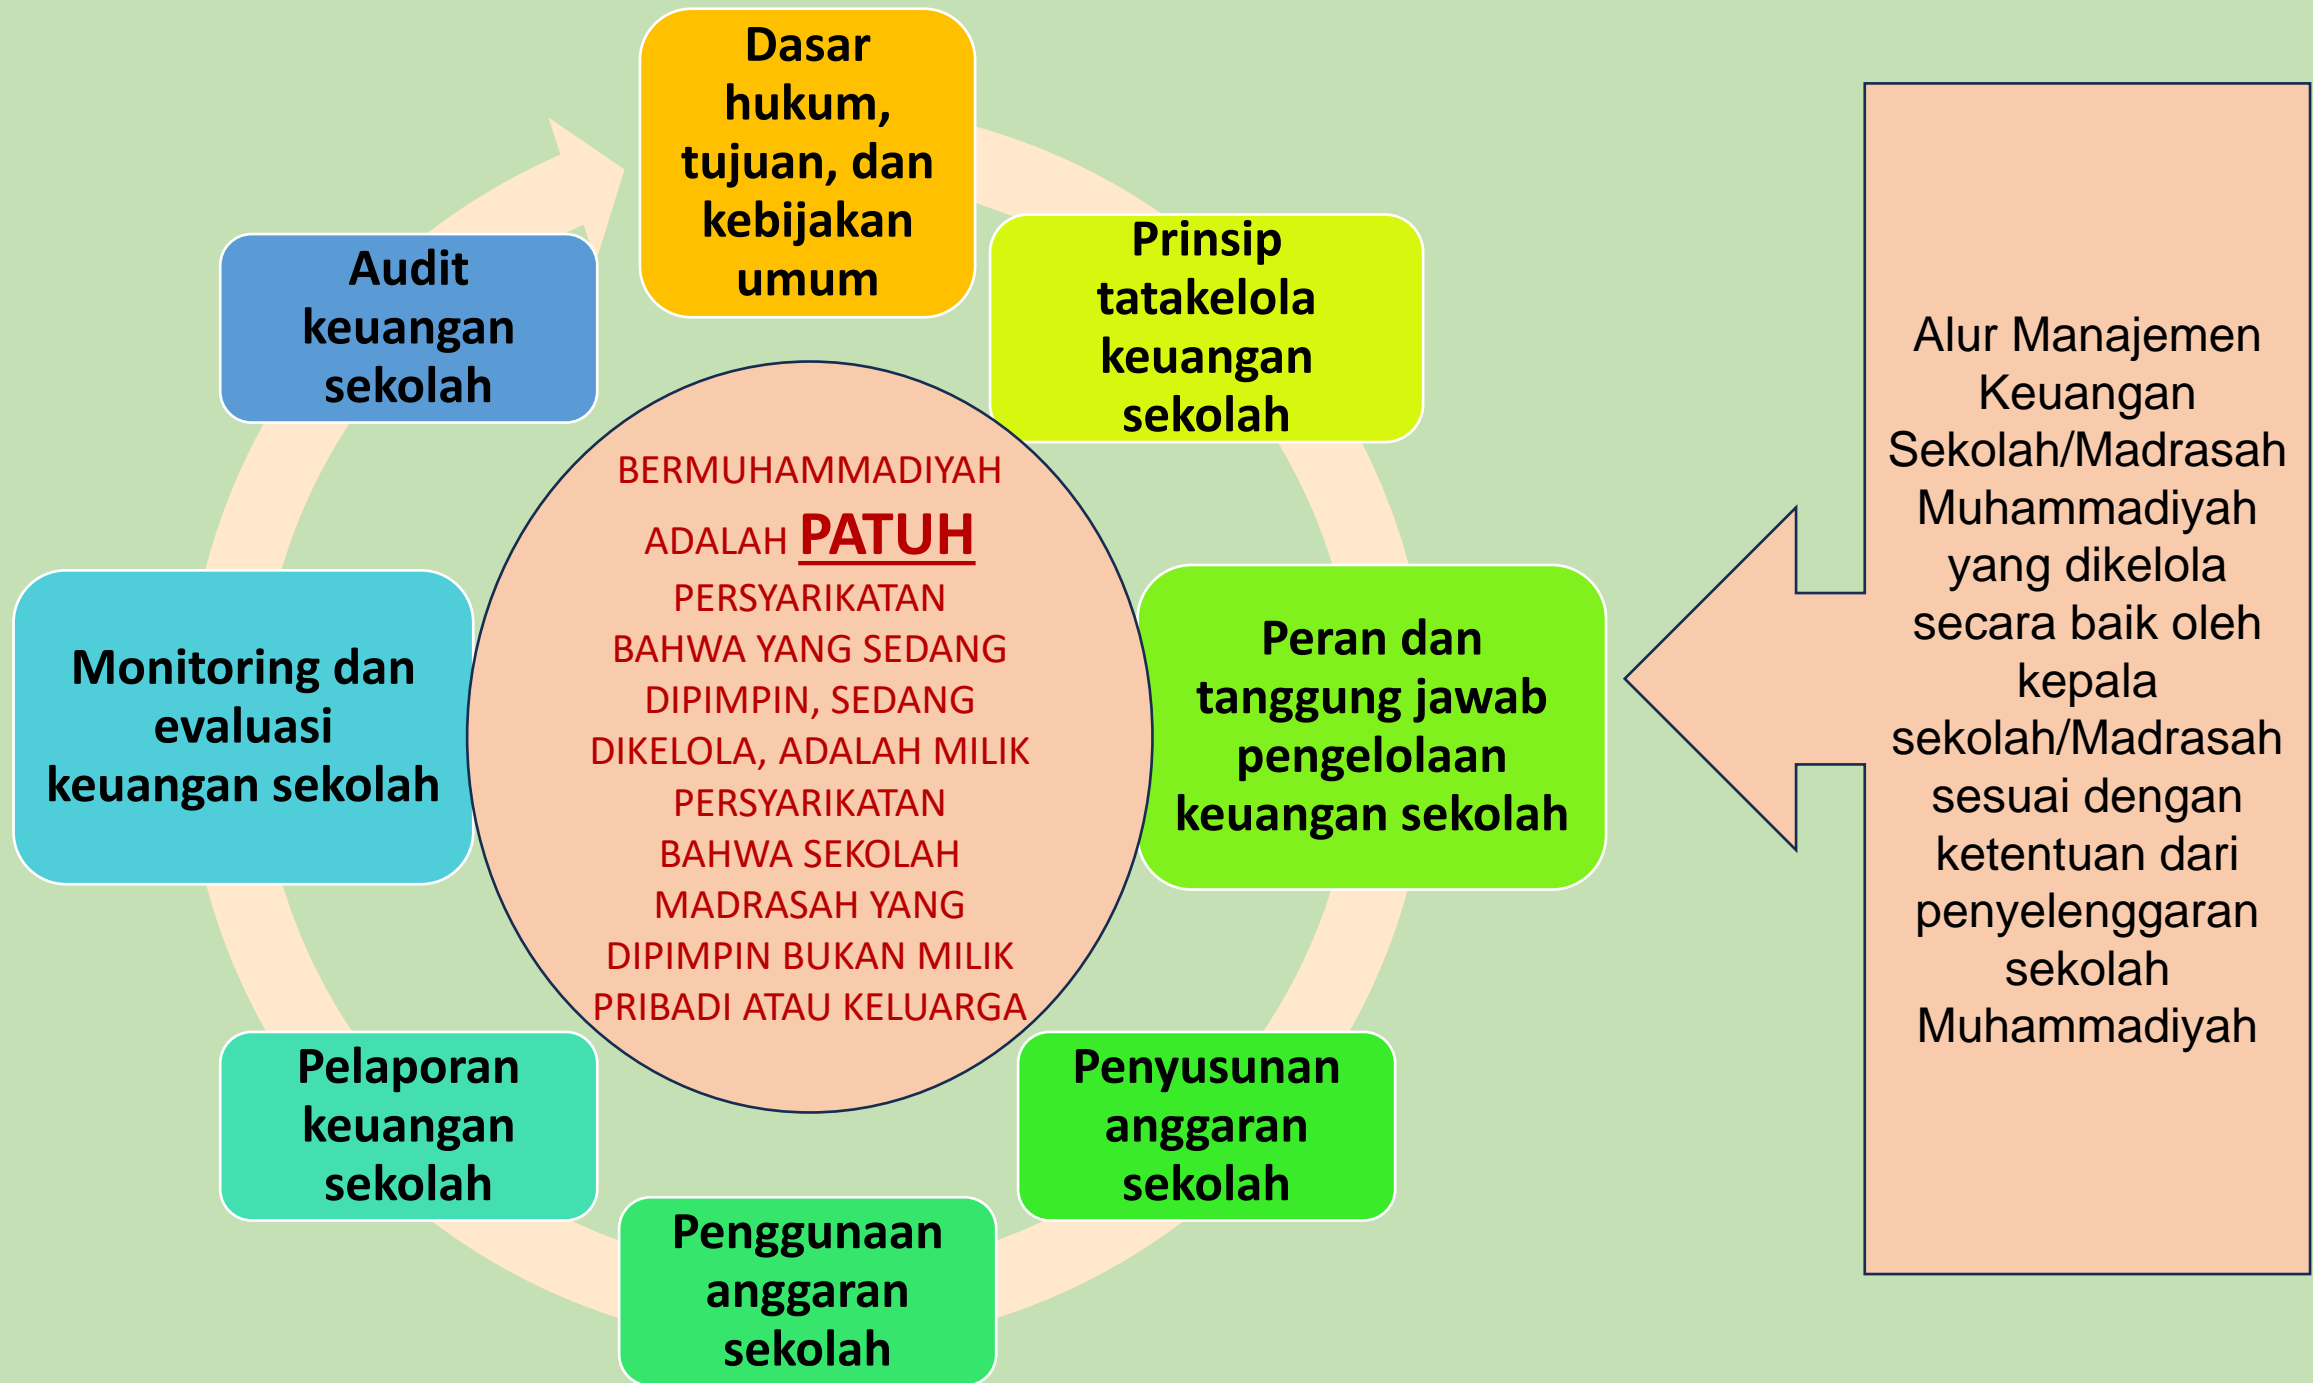 Dasar
hukum,
tujuan, dan
kebijakan
umum
Prinsip
tatakelola
keuangan
sekolah
Peran dan
tanggung jawab
pengelolaan
keuangan sekolah
Penyusunan
anggaran
sekolah
Penggunaan
anggaran
sekolah
Pelaporan
keuangan
sekolah
Monitoring dan
evaluasi
keuangan sekolah
Audit
keuangan
sekolah
BERMUHAMMADIYAH
ADALAH PATUH
PERSYARIKATAN
BAHWA YANG SEDANG
DIPIMPIN, SEDANG
DIKELOLA, ADALAH MILIK
PERSYARIKATAN
BAHWA SEKOLAH
MADRASAH YANG
DIPIMPIN BUKAN MILIK
PRIBADI ATAU KELUARGA
Alur Manajemen
Keuangan
Sekolah/Madrasah
Muhammadiyah
yang dikelola
secara baik oleh
kepala
sekolah/Madrasah
sesuai dengan
ketentuan dari
penyelenggaran
sekolah
Muhammadiyah